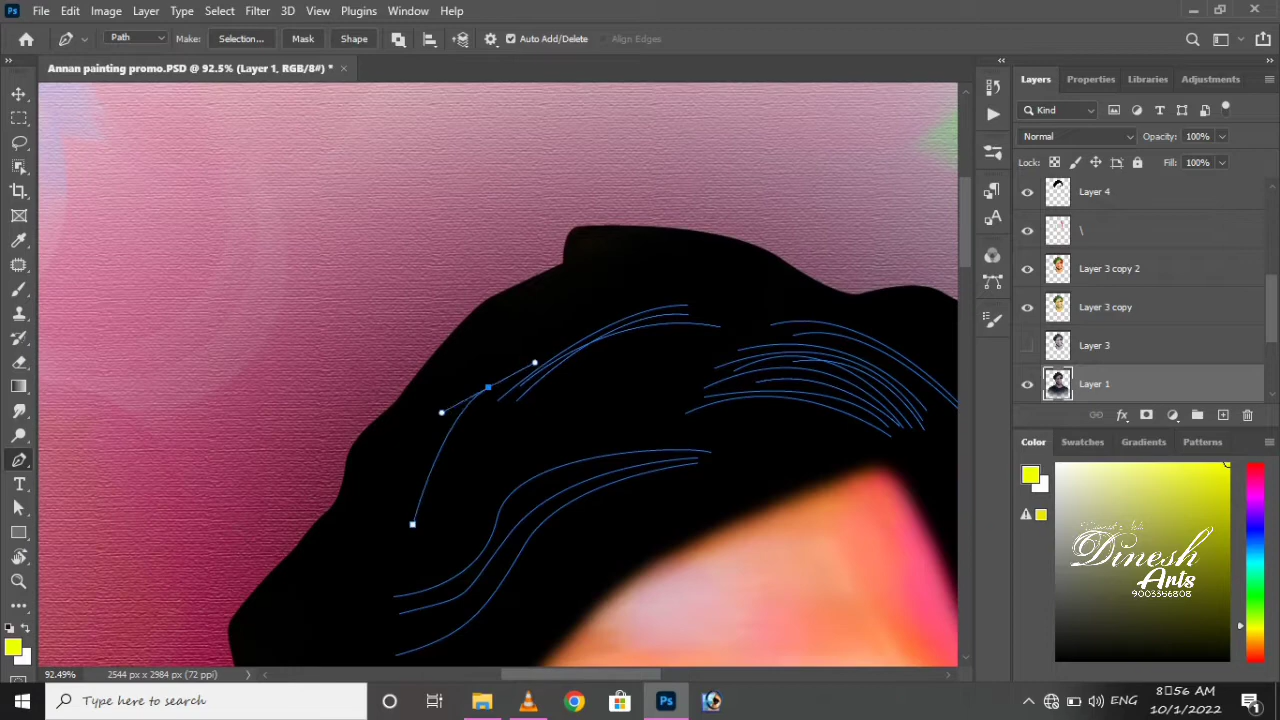 Ps File Edit Image Layer Type Select Filter 3D View Plugins Window Help
Path Make: Selection... Mask Shape Auto Add/Delete Align Edges
Annan painting promo.PSD @ 92.5% (Layer 1, RGB/8#) * ×
Layers Properties Libraries Adjustments
Kind
Normal Opacity: 100%
Lock: Fill: 100%
Layer 4
\
Layer 3 copy 2
Layer 3 copy
Layer 3
Layer 1
fx
Color Swatches Gradients Patterns
Dinesh
Arts
92.49% 2544 px x 2984 px (72 ppi)
Type here to search
Ps
ENG
8:56 AM
10/1/2022
1